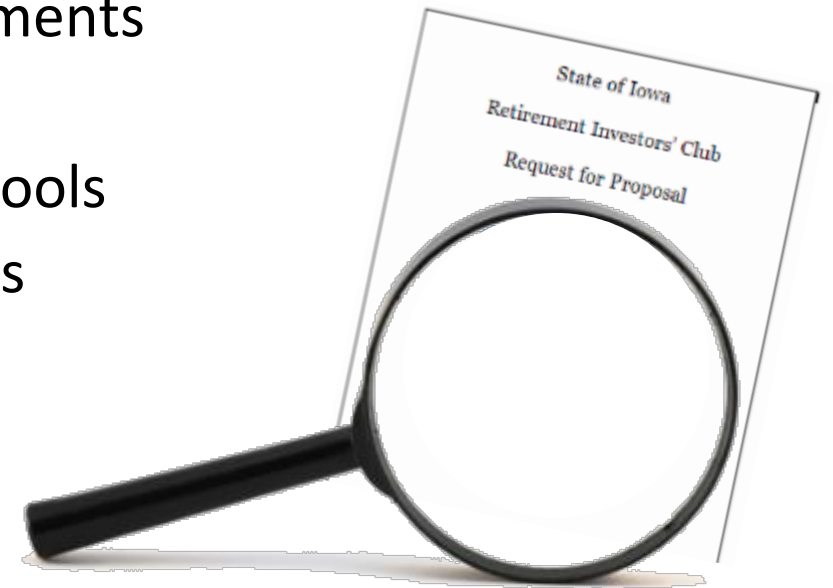 ments
ools
s
State of Iowa
Retirement Investors' Club
Request for Proposal